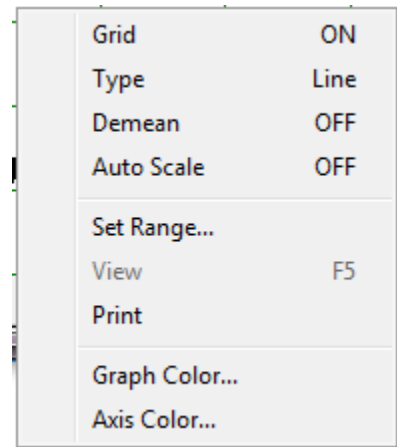 Grid ON
Type Line
Demean OFF
Auto Scale OFF
Set Range...
View F5
Print
Graph Color...
Axis Color...